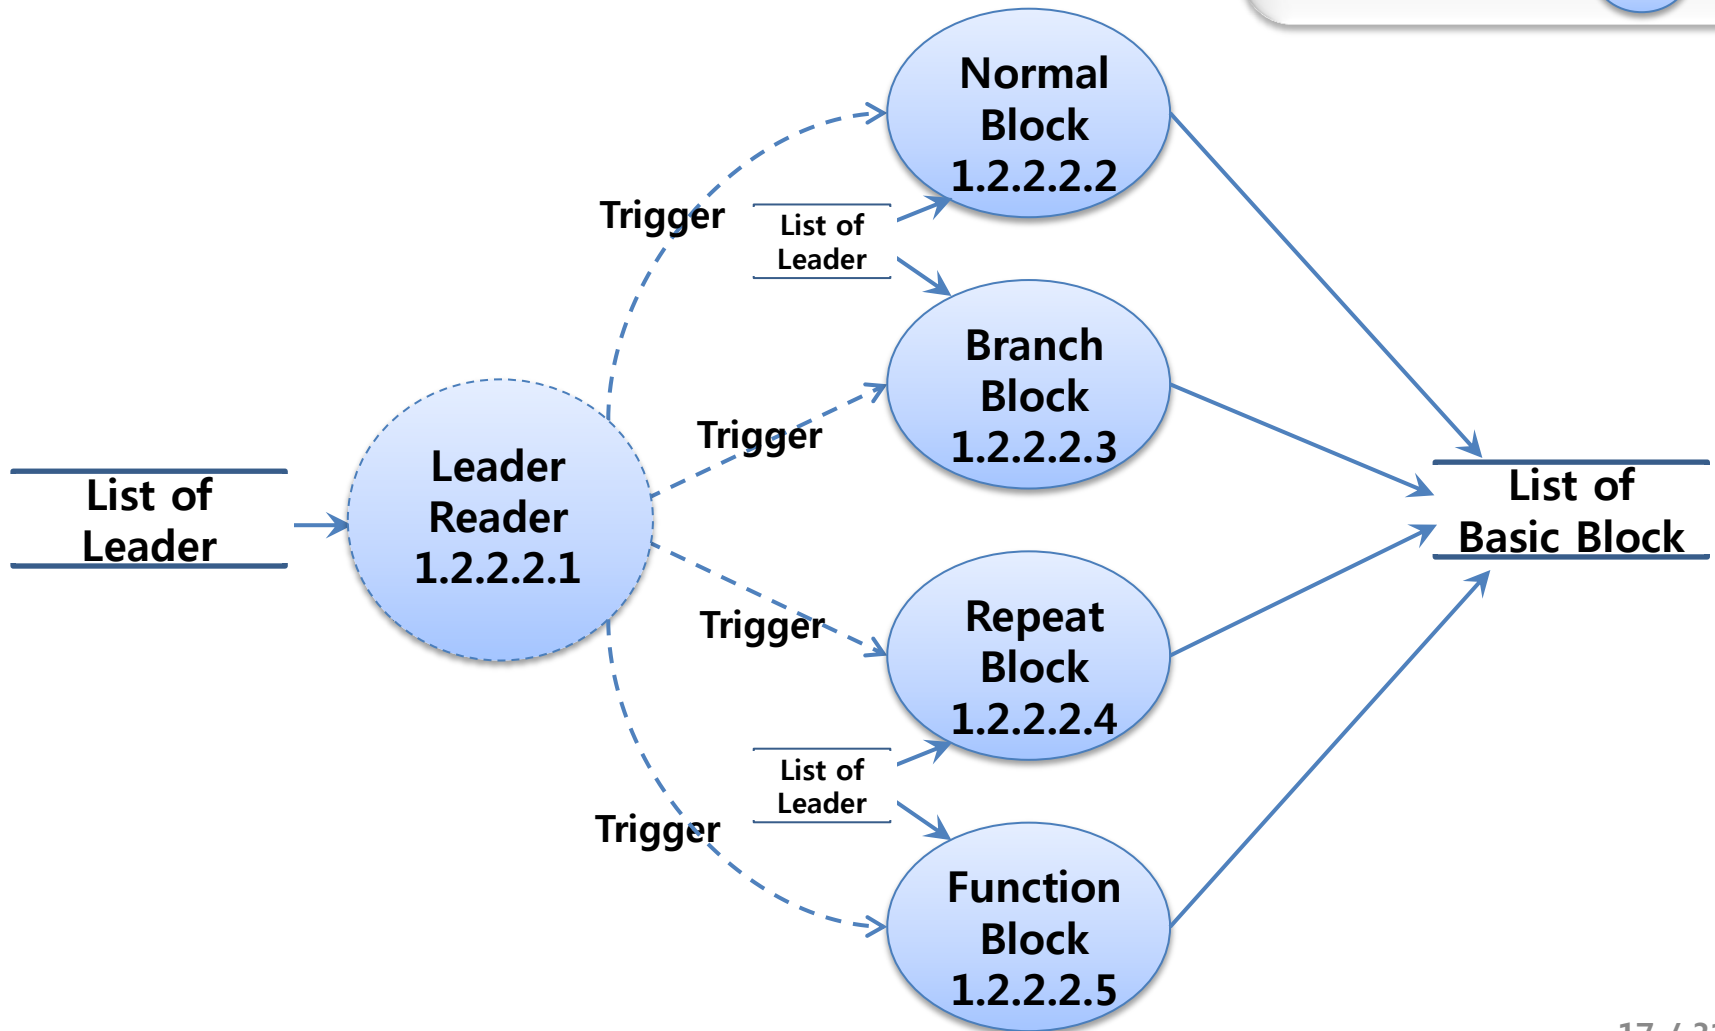 Normal
Block
1.2.2.2.2
Trigger
List of
Leader
Branch
Block
1.2.2.2.3
Trigger
List of
Leader
Leader
Reader
1.2.2.2.1
List of
Basic Block
Trigger
Repeat
Block
1.2.2.2.4
List of
Leader
Trigger
Function
Block
1.2.2.2.5
17 /